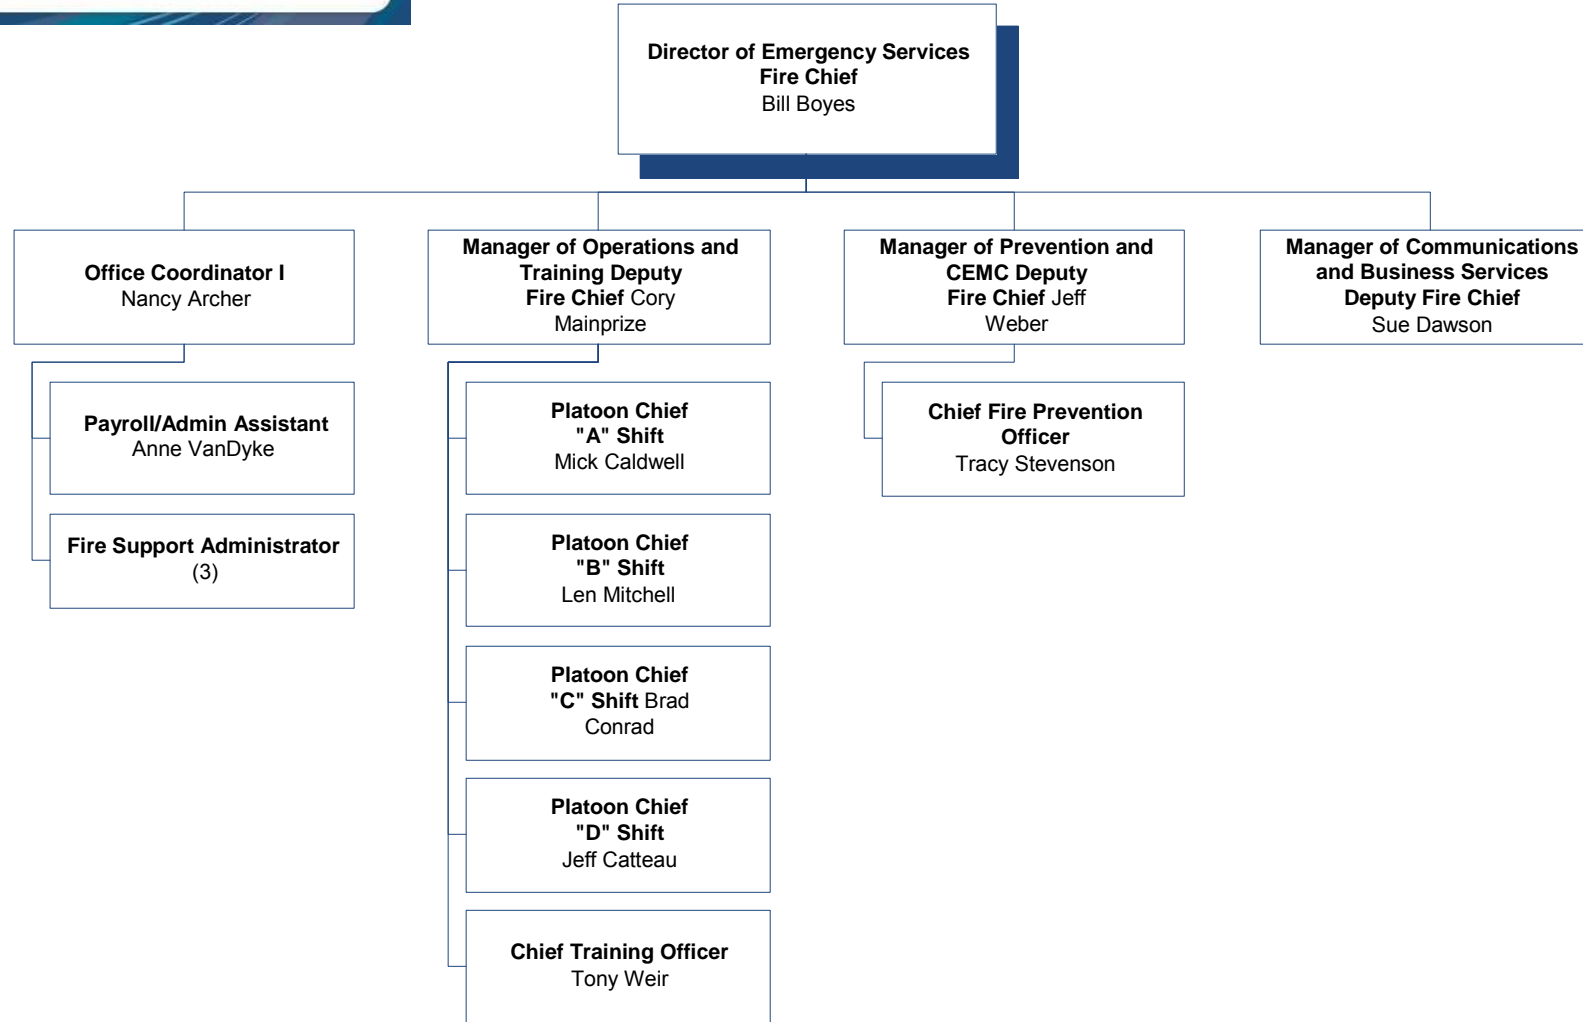 Director of Emergency Services
Fire Chief
Bill Boyes
Office Coordinator I
Nancy Archer
Manager of Operations and
Training Deputy
Fire Chief Cory
Mainprize
Manager of Prevention and
CEMC Deputy
Fire Chief Jeff
Weber
Manager of Communications
and Business Services
Deputy Fire Chief
Sue Dawson
Payroll/Admin Assistant
Anne VanDyke
Fire Support Administrator
(3)
Platoon Chief
"A" Shift
Mick Caldwell
Platoon Chief
"B" Shift
Len Mitchell
Platoon Chief
"C" Shift Brad
Conrad
Platoon Chief
"D" Shift
Jeff Catteau
Chief Training Officer
Tony Weir
Chief Fire Prevention
Officer
Tracy Stevenson